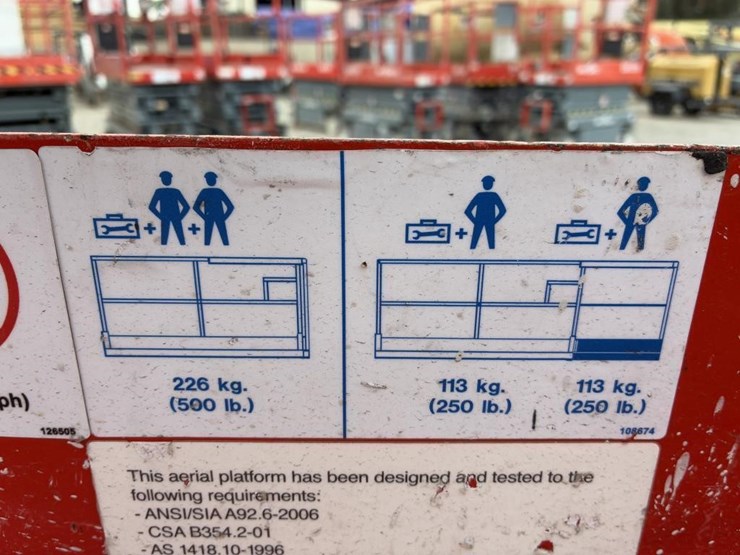 226 kg.
(500 lb.)
113 kg.
(250 lb.)
113 kg.
(250 lb.)
ph)
126505
108674
This aerial platform has been designed and tested to the
following requirements:
- ANSI/SIA A92.6-2006
- CSA B354.2-01
- AS 1418.10-1996